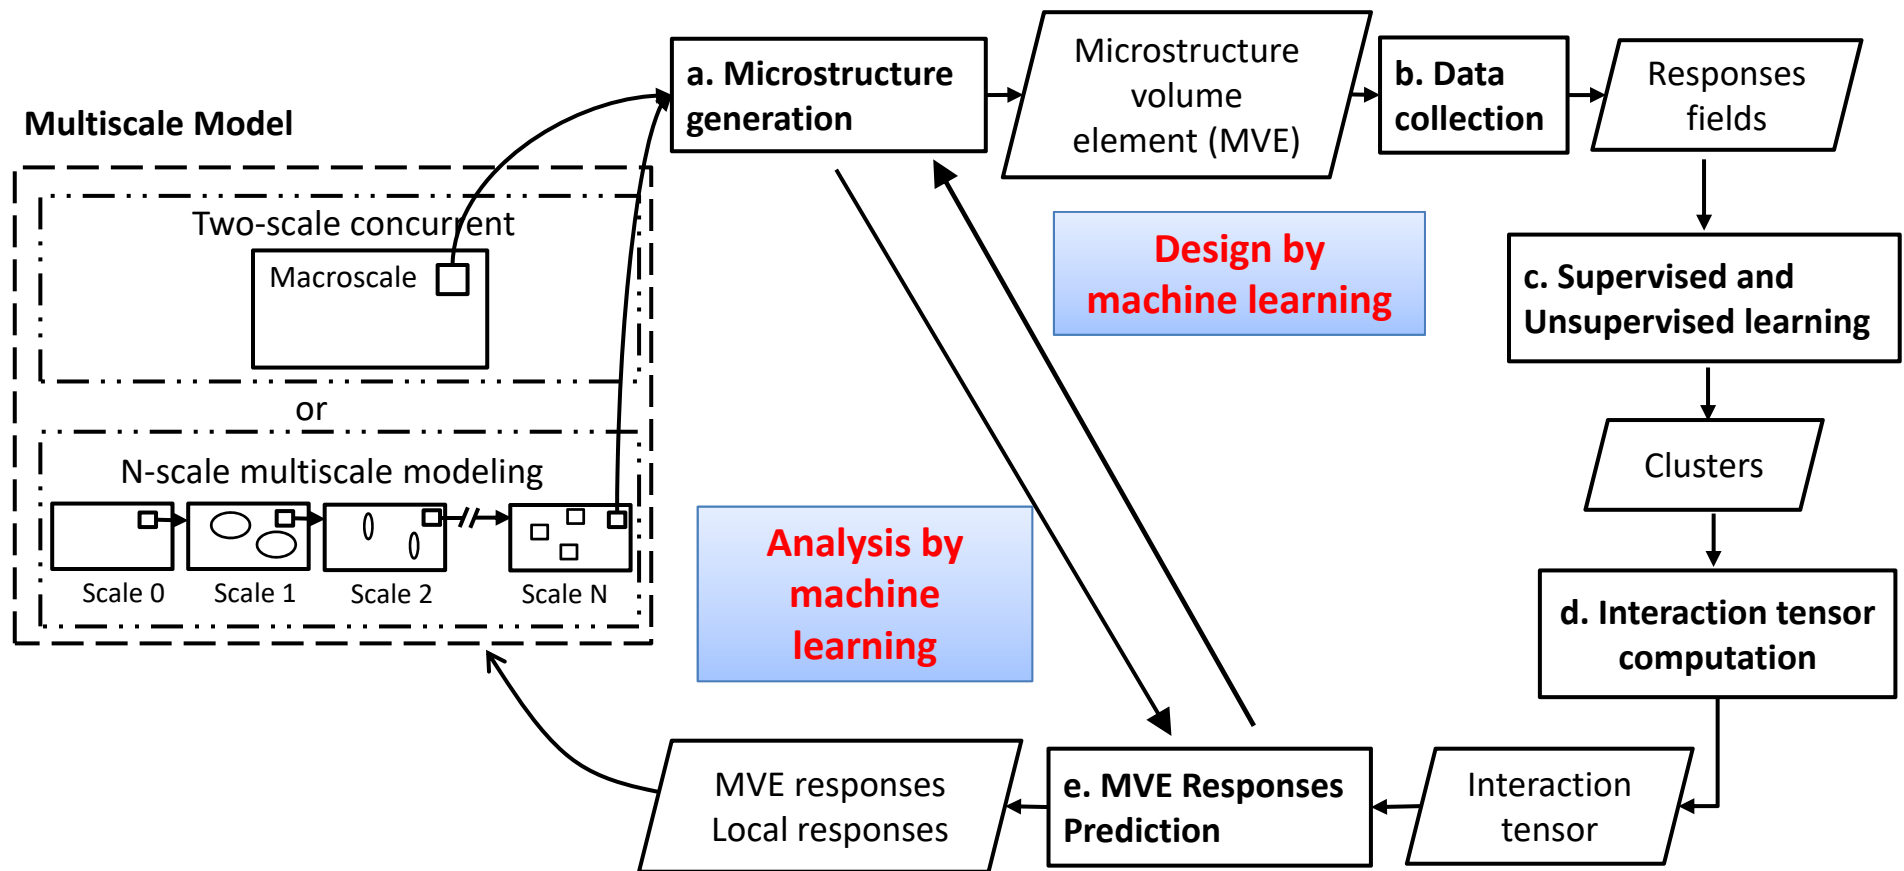 Multiscale Model
Two-scale concurrent
Macroscale
or
N-scale multiscale modeling
Scale 0
Scale 1
Scale 2
Scale N
a. Microstructure
generation
Microstructure
volume
element (MVE)
b. Data
collection
Responses
fields
c. Supervised and
Unsupervised learning
Clusters
d. Interaction tensor
computation
Interaction
tensor
e. MVE Responses
Prediction
MVE responses
Local responses
Design by
machine learning
Analysis by
machine
learning